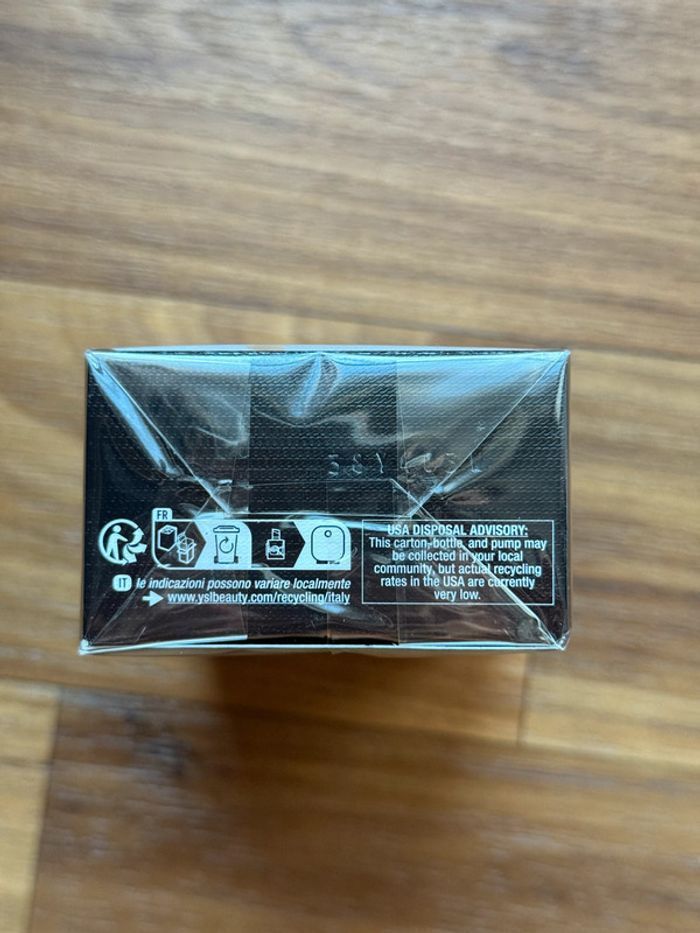 FR
USA DISPOSAL ADVISORY:
This carton, bottle, and pump may
be collected in your local
community, but actual recycling
rates in the USA are currently
very low.
IT le indicazioni possono variare localmente
www.yslbeauty.com/recycling/italy